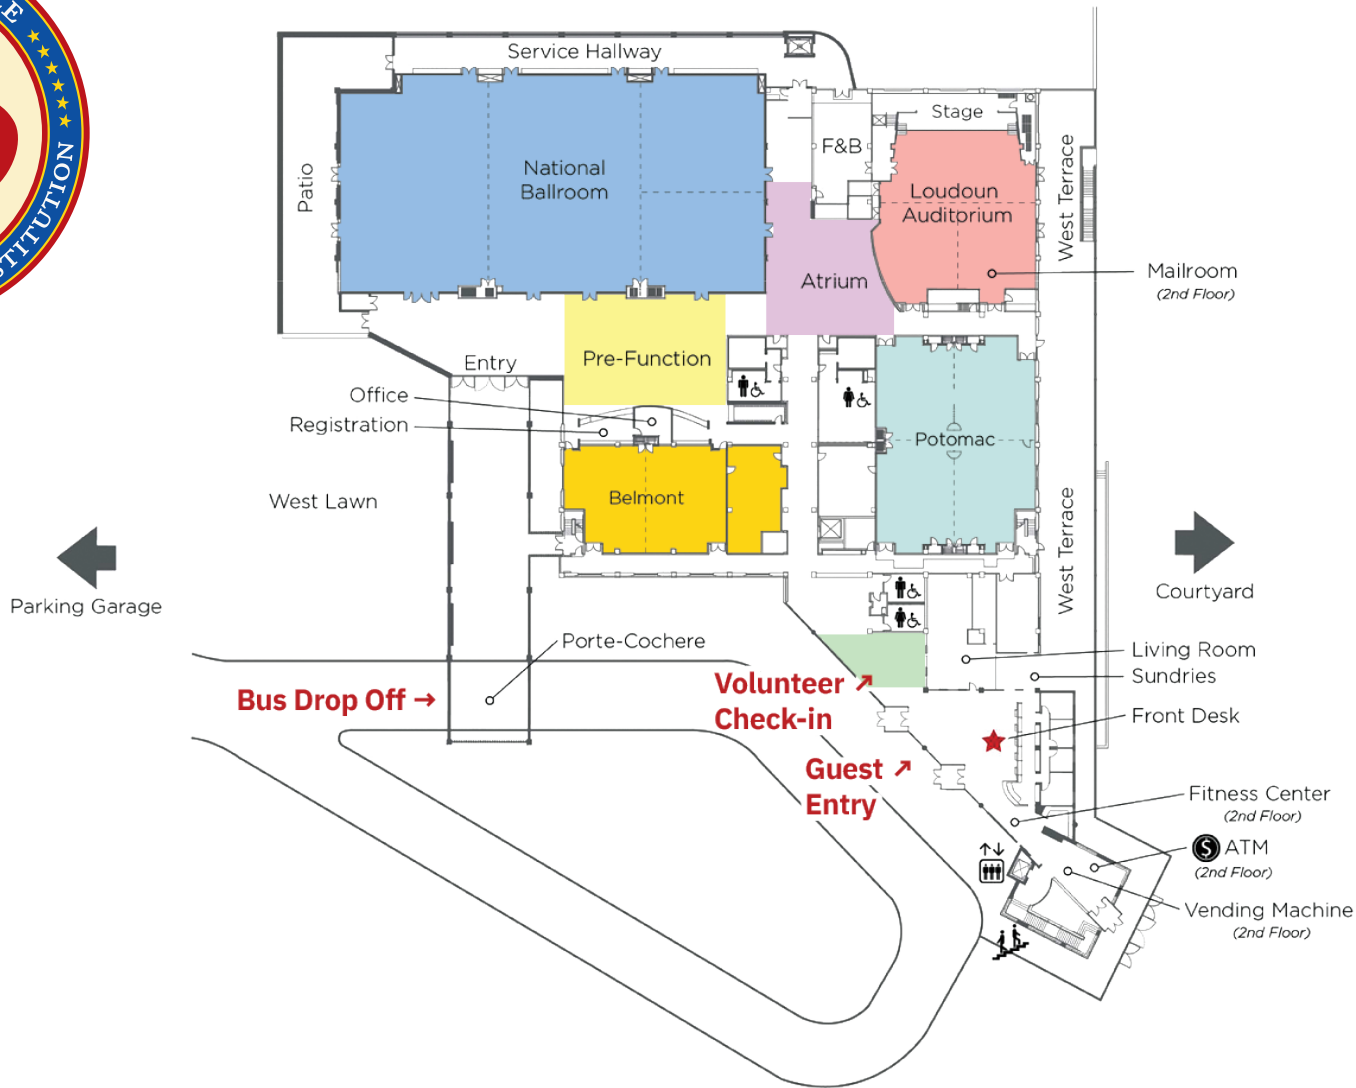 STITUTION
Service Hallway
Stage
F&B
National
Ballroom
Patio
Loudoun
Auditorium
West Terrace
Atrium
Mailroom
(2nd Floor)
Entry
Pre-Function
Office
Registration
Potomac
Belmont
West Lawn
West Terrace
Parking Garage
Courtyard
Porte-Cochere
Living Room
Sundries
Bus Drop Off →
Volunteer ↗
Check-in
Front Desk
Guest ↗
Entry
Fitness Center
(2nd Floor)
$ ATM
(2nd Floor)
Vending Machine
(2nd Floor)